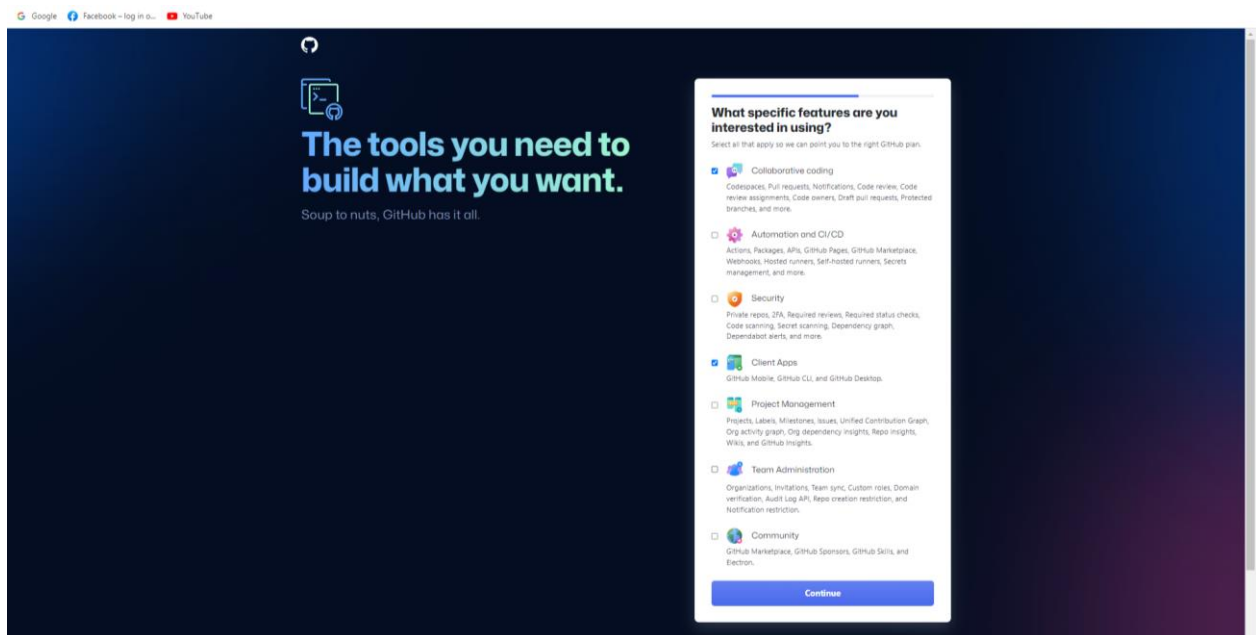 Google Facebook – log in o... YouTube
The tools you need to
build what you want.
Soup to nuts, GitHub has it all.
What specific features are you
interested in using?
Select all that apply so we can point you to the right GitHub plan.
Collaborative coding
Codespaces, Pull requests, Notifications, Code review, Code
review assignments, Code owners, Draft pull requests, Protected
branches, and more.
Automation and CI/CD
Actions, Packages, APIs, GitHub Pages, GitHub Marketplace,
Webhooks, Hosted runners, Self-hosted runners, Secrets
management, and more.
Security
Private repos, 2FA, Required reviews, Required status checks,
Code scanning, Secret scanning, Dependency graph,
Dependabot alerts, and more.
Client Apps
GitHub Mobile, GitHub CLI, and GitHub Desktop.
Project Management
Projects, Labels, Milestones, Issues, Unified Contribution Graph,
Org activity graph, Org dependency insights, Repo insights,
Wikis, and GitHub Insights.
Team Administration
Organizations, Invitations, Team sync, Custom roles, Domain
verification, Audit Log API, Repo creation restriction, and
Notification restriction.
Community
GitHub Marketplace, GitHub Sponsors, GitHub Skills, and
Electron.
Continue